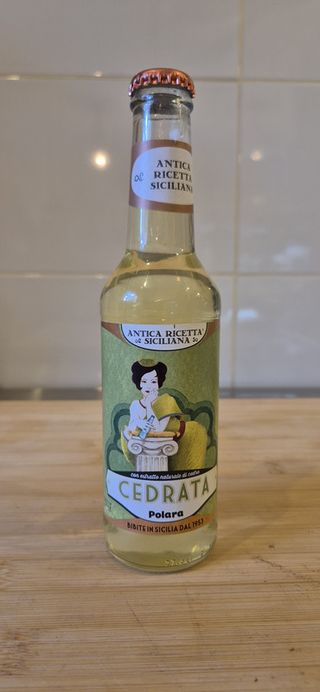 ANTICA
RICETTA
SICILIANA
ANTICA RICETTA
SICILIANA
con estratto naturale di cedro
CEDRATA
Polara
BIBITE IN SICILIA DAL 1953